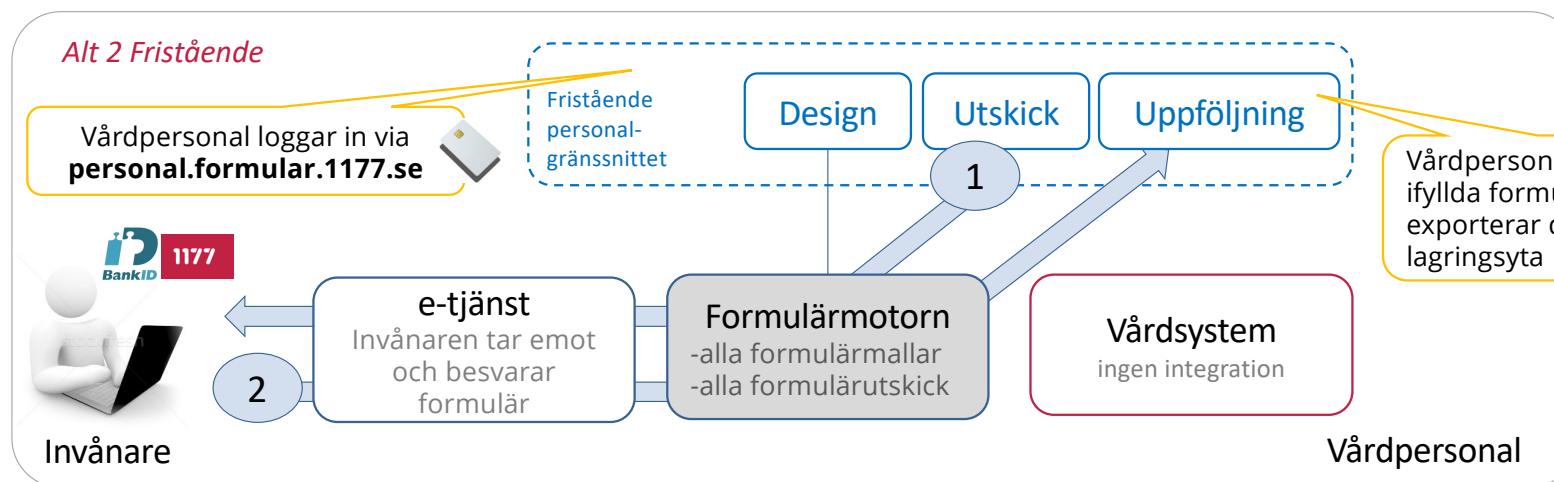 Alt 2 Fristående
Vårdpersonal loggar in via
personal.formular.1177.se
Fristående
personal-
gränssnittet
Design
Utskick
Uppföljning
1
ifyllda
exporterar
lagringsyta
BankID
1177
e-tjänst
Invånaren tar emot
och besvarar
formulär
2
Formulärmotorn
-alla formulärmallar
-alla formulärutskick
Vårdsystem
ingen integration
Invånare
Vårdpersonal